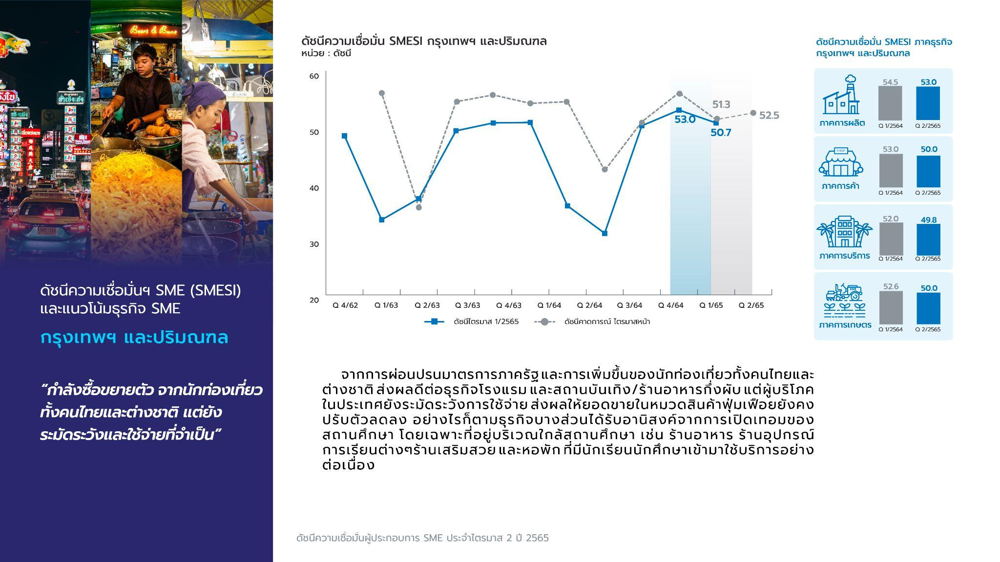 Beers & Buns
ดัชนีความเชื่อมั่นฯ SME (SMESI)
และแนวโน้มธุรกิจ SME
กรุงเทพฯ และปริมณฑล
“กำลังซื้อขยายตัว จากนักท่องเที่ยว
ทั้งคนไทยและต่างชาติ แต่ยัง
ระมัดระวังและใช้จ่ายที่จำเป็น”
ดัชนีความเชื่อมั่น SMESI กรุงเทพฯ และปริมณฑล
หน่วย : ดัชนี
60
50
40
30
20
53.0
51.3
50.7
52.5
Q 4/62 Q 1/63 Q 2/63 Q 3/63 Q 4/63 Q 1/64 Q 2/64 Q 3/64 Q 4/64 Q 1/65 Q 2/65
ดัชนีไตรมาส 1/2565 ดัชนีคาดการณ์ ไตรมาสหน้า
ดัชนีความเชื่อมั่น SMESI ภาคธุรกิจ
กรุงเทพฯ และปริมณฑล
54.5 53.0
ภาคการผลิต
Q 1/2564 Q 2/2565
SHOP
53.0 50.0
ภาคการค้า
Q 1/2564 Q 2/2565
52.0 49.8
ภาคการบริการ
Q 1/2564 Q 2/2565
52.6 50.0
ภาคการเกษตร
Q 1/2564 Q 2/2565
จากการผ่อนปรนมาตรการภาครัฐ และการเพิ่มขึ้นของนักท่องเที่ยวทั้งคนไทยและ
ต่างชาติ ส่งผลดีต่อธุรกิจโรงแรม และสถานบันเทิง/ร้านอาหารกึ่งผับ แต่ผู้บริโภค
ในประเทศยังระมัดระวังการใช้จ่าย ส่งผลให้ยอดขายในหมวดสินค้าฟุ่มเฟือยยังคง
ปรับตัวลดลง อย่างไรก็ตามธุรกิจบางส่วนได้รับอานิสงค์จากการเปิดเทอมของ
สถานศึกษา โดยเฉพาะที่อยู่บริเวณใกล้สถานศึกษา เช่น ร้านอาหาร ร้านอุปกรณ์
การเรียนต่างๆร้านเสริมสวย และหอพัก ที่มีนักเรียนนักศึกษาเข้ามาใช้บริการอย่าง
ต่อเนื่อง
ดัชนีความเชื่อมั่นผู้ประกอบการ SME ประจำไตรมาส 2 ปี 2565